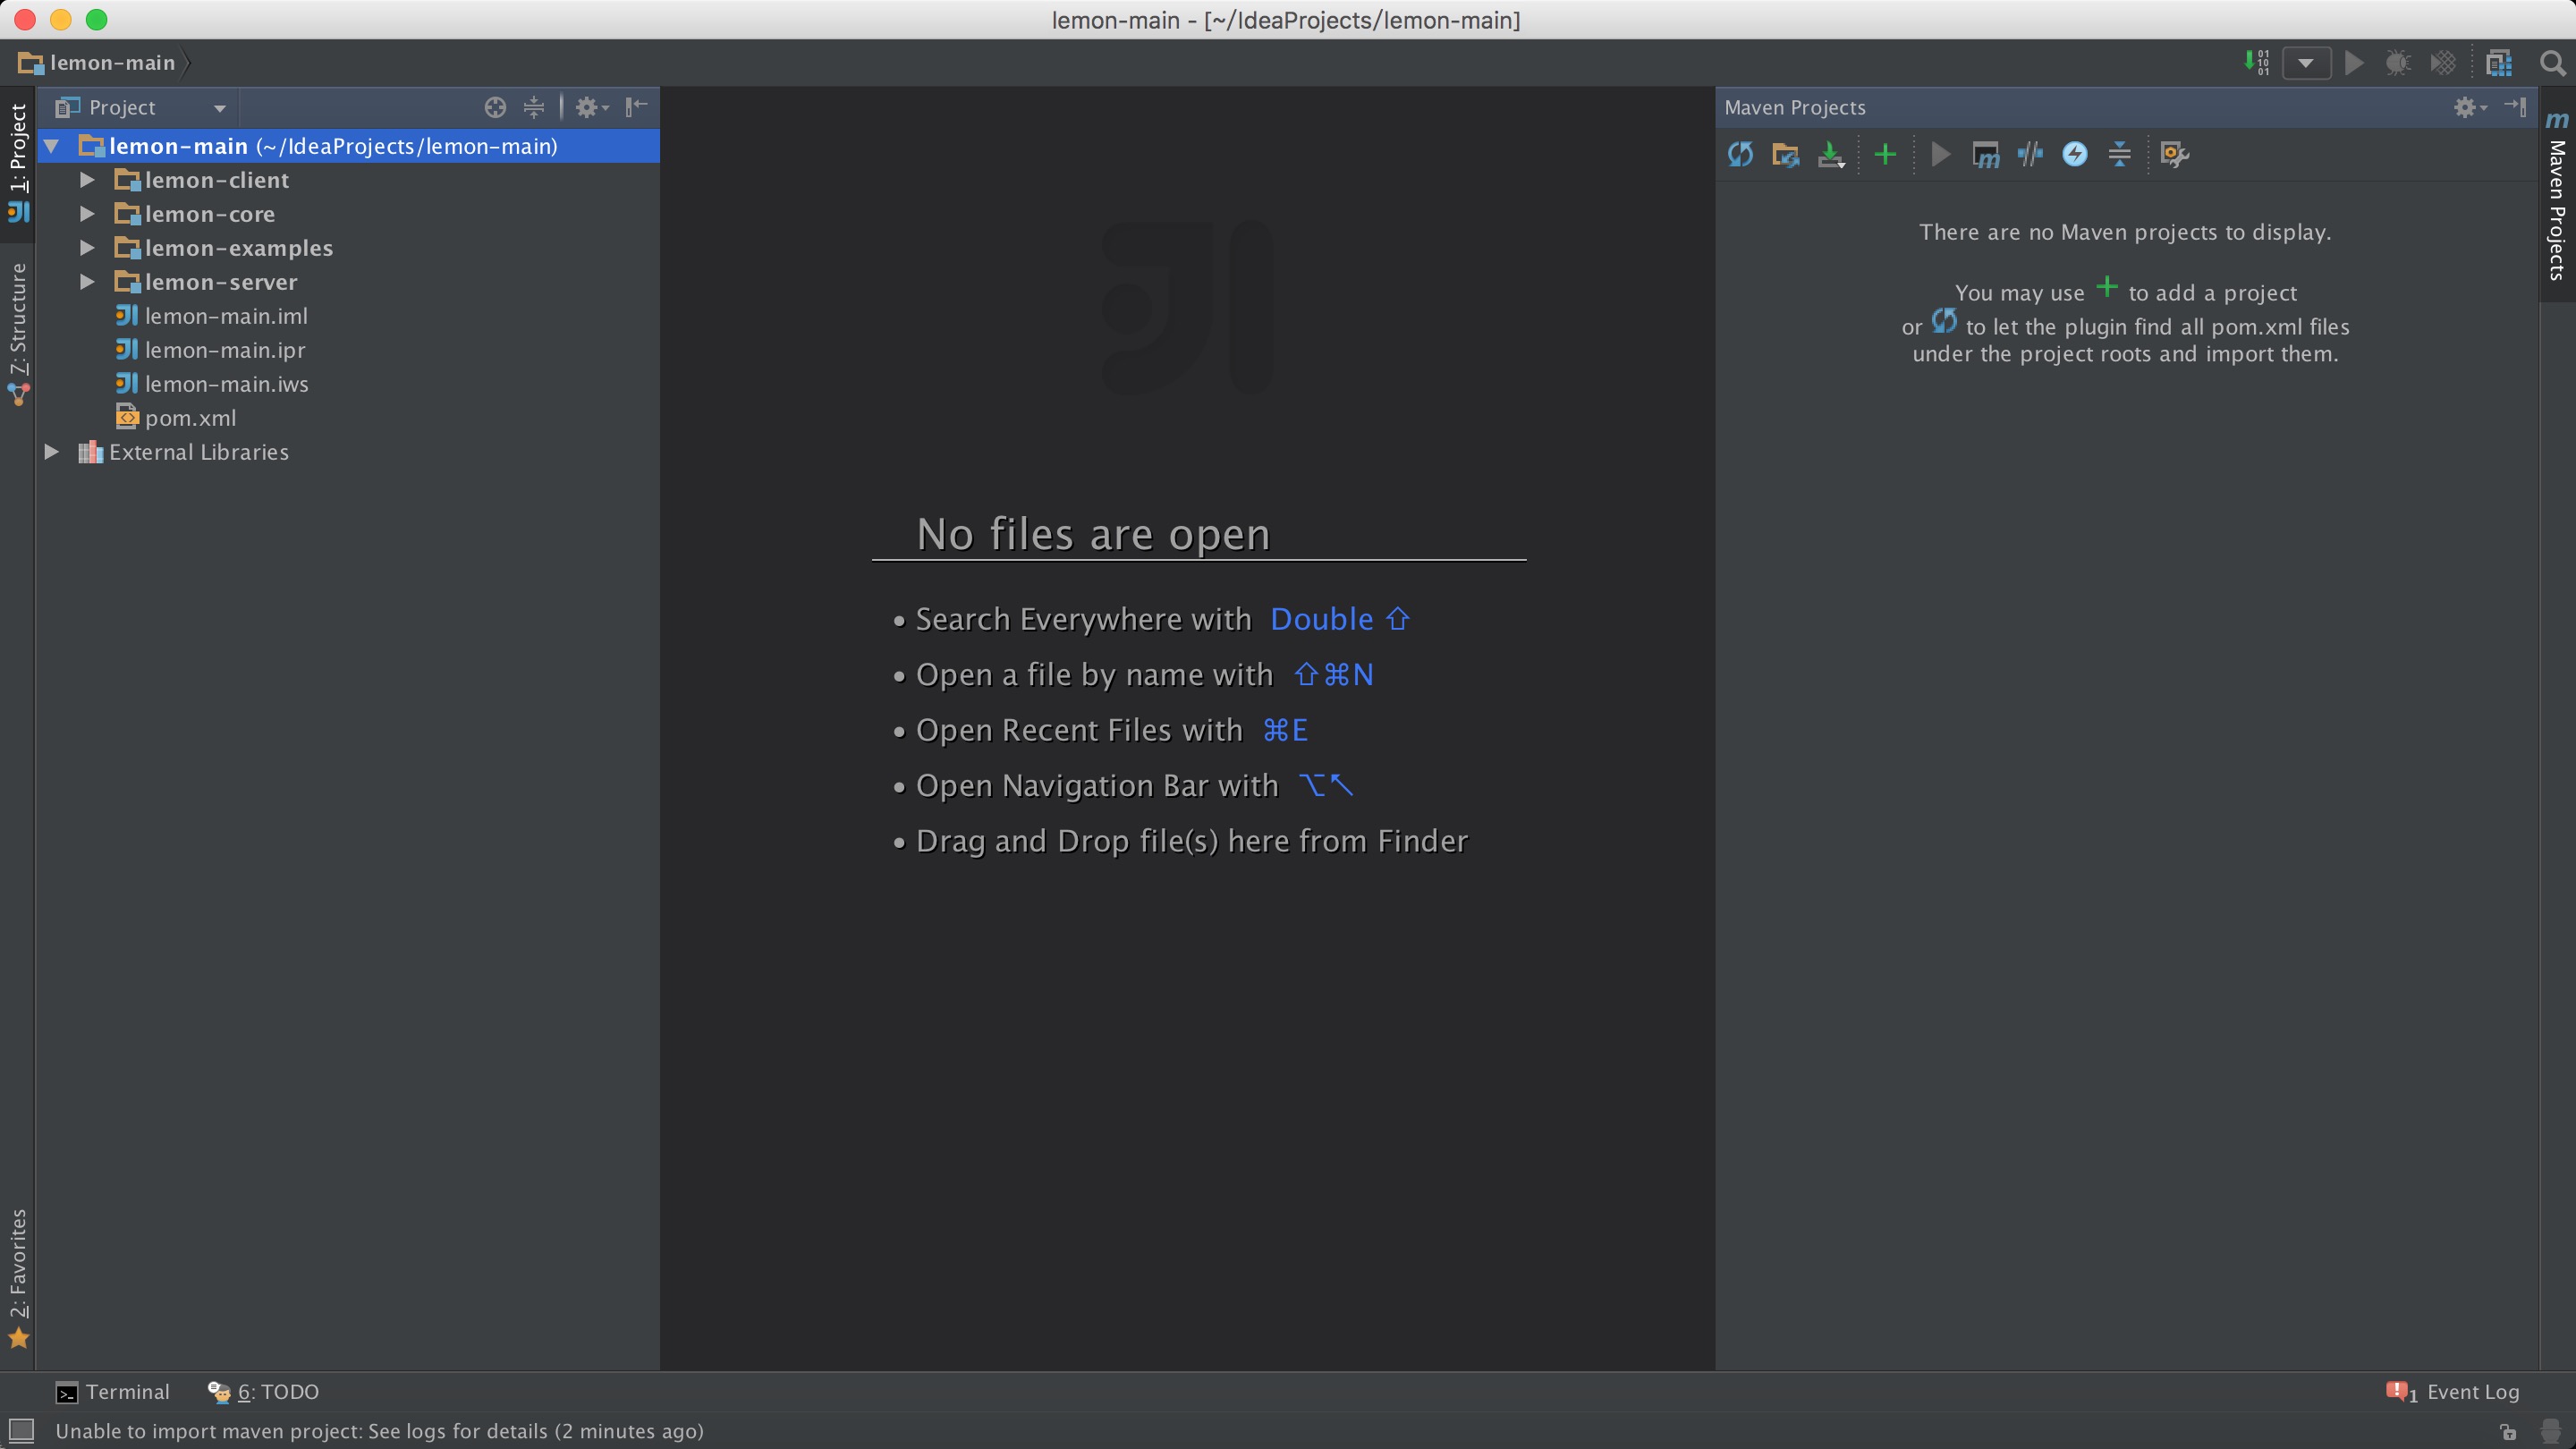 lemon-main - [~/IdeaProjects/lemon-main]
lemon-main
01
10
01
1: Project
7: Structure
2: Favorites
Project
lemon-main (~/IdeaProjects/lemon-main)
lemon-client
lemon-core
lemon-examples
lemon-server
lemon-main.iml
lemon-main.ipr
lemon-main.iws
pom.xml
External Libraries
No files are open
• Search Everywhere with Double ⇧
• Open a file by name with ⇧⌘N
• Open Recent Files with ⌘E
• Open Navigation Bar with ⌥↖
• Drag and Drop file(s) here from Finder
Maven Projects
There are no Maven projects to display.
You may use + to add a project
or to let the plugin find all pom.xml files
under the project roots and import them.
m Maven Projects
Terminal
6: TODO
1 Event Log
Unable to import maven project: See logs for details (2 minutes ago)